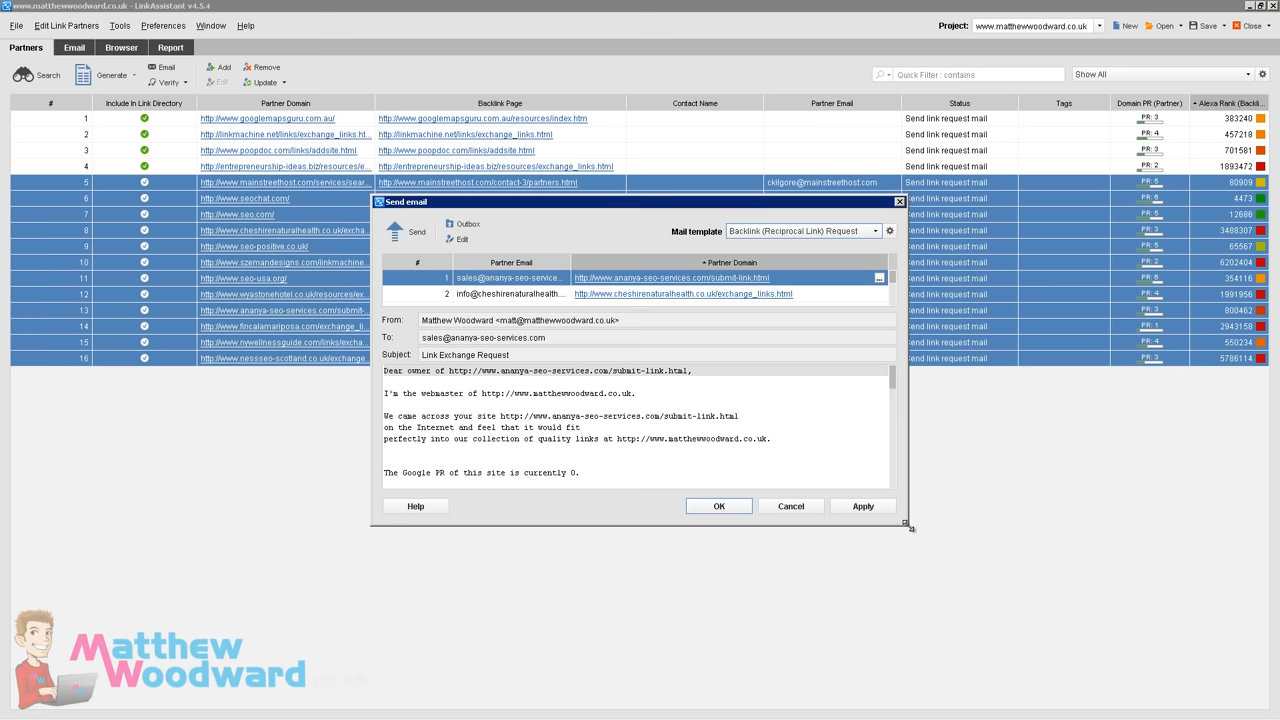 www.matthewwoodward.co.uk - LinkAssistant v4.5.4
File Edit Link Partners Tools Preferences Window Help
Project: www.matthewwoodward.co.uk New Open Save Close
Partners Email Browser Report
Search Generate Email Verify Add Edit Remove Update Quick Filter : contains Show All
# Include In Link Directory Partner Domain Backlink Page Contact Name Partner Email Status Tags Domain PR (Partner) Alexa Rank (Backli...
1 http://www.googlemapsguru.com.au/ http://www.googlemapsguru.com.au/resources/index.htm Send link request mail PR: 3 383240
2 http://linkmachine.net/links/exchange_links.ht... http://linkmachine.net/links/exchange_links.html Send link request mail PR: 4 457218
3 http://www.poopdoc.com/links/addsite.html http://www.poopdoc.com/links/addsite.html Send link request mail PR: 3 701581
4 http://entrepreneurship-ideas.biz/resources/e... http://entrepreneurship-ideas.biz/resources/exchange_links.html Send link request mail PR: 2 1893472
5 http://www.mainstreethost.com/services/sear... http://www.mainstreethost.com/contact-3/partners.html ckilgore@mainstreethost.com Send link request mail PR: 5 80909
6 http://www.seochat.com/ Send link request mail PR: 6 4473
7 http://www.seo.com/ Send link request mail PR: 5 12686
8 http://www.cheshirenaturalhealth.co.uk/excha... Send link request mail PR: 3 3488307
9 http://www.seo-positive.co.uk/ Send link request mail PR: 4 65567
10 http://www.szemandesigns.com/linkmachine... Send link request mail PR: 2 6202404
11 http://www.seo-usa.org/ Send link request mail PR: 6 354116
12 http://www.wyastonehotel.co.uk/resources/ex... Send link request mail PR: 4 1991956
13 http://www.ananya-seo-services.com/submit-... Send link request mail PR: 3 800462
14 http://www.fincalamariposa.com/exchange_li... Send link request mail PR: 1 2943158
15 http://www.nywellnessguide.com/links/excha... Send link request mail PR: 4 550234
16 http://www.nessseo-scotland.co.uk/exchange... Send link request mail PR: 3 5786114
Send email
Send Outbox Edit Mail template Backlink (Reciprocal Link) Request
# Partner Email Partner Domain
1 sales@ananya-seo-service... http://www.ananya-seo-services.com/submit-link.html ...
2 info@cheshirenaturalhealth.... http://www.cheshirenaturalhealth.co.uk/exchange_links.html
From: Matthew Woodward <matt@matthewwoodward.co.uk>
To: sales@ananya-seo-services.com
Subject: Link Exchange Request
Dear owner of http://www.ananya-seo-services.com/submit-link.html,
I'm the webmaster of http://www.matthewwoodward.co.uk.
We came across your site http://www.ananya-seo-services.com/submit-link.html
on the Internet and feel that it would fit
perfectly into our collection of quality links at http://www.matthewwoodward.co.uk.
The Google PR of this site is currently 0.
Help OK Cancel Apply
Matthew
Woodward
.co.uk